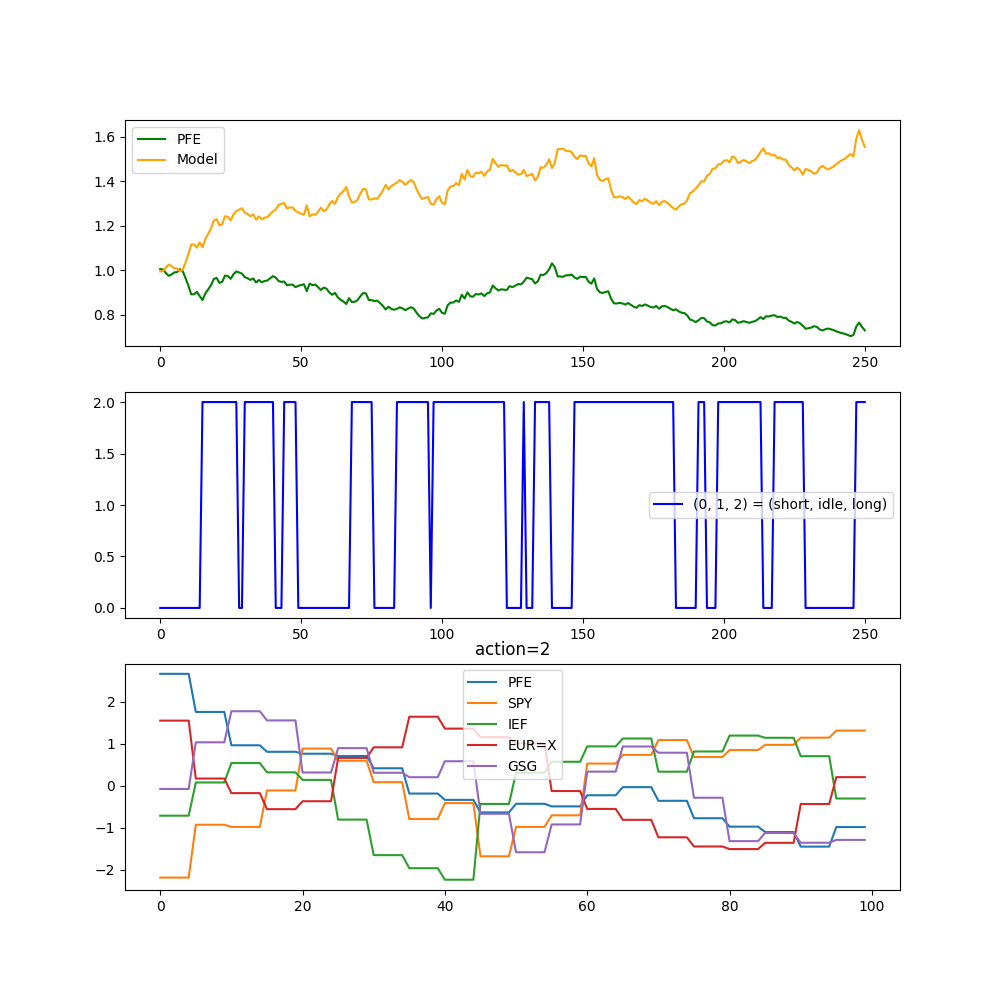 PFE
Model
1.6
1.4
1.2
1.0
0.8
0 50 100 150 200 250
(0, 1, 2) = (short, idle, long)
2.0
1.5
1.0
0.5
0.0
0 50 100 150 200 250
action=2
PFE
SPY
IEF
EUR=X
GSG
2
1
0
−1
−2
0 20 40 60 80 100